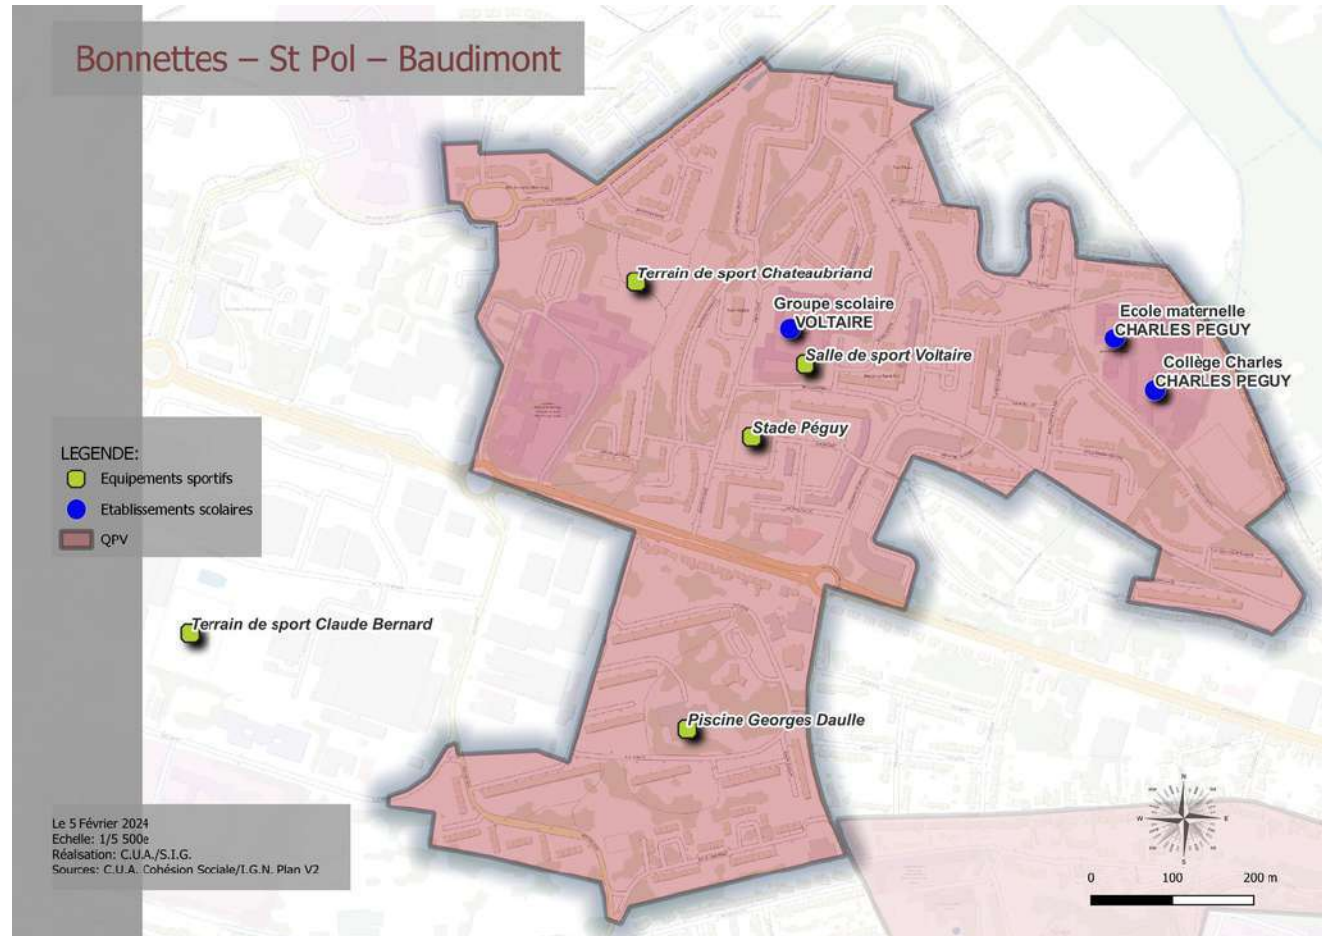 Bonnettes – St Pol – Baudimont
Terrain de sport Chateaubriand
Groupe scolaire
VOLTAIRE
Ecole maternelle
CHARLES PEGUY
Salle de sport Voltaire
Collège Charles
CHARLES PEGUY
Stade Péguy
LEGENDE:
Equipements sportifs
Etablissements scolaires
QPV
Terrain de sport Claude Bernard
Piscine Georges Daulle
N
W
E
S
Le 5 Février 2024
Echelle: 1/5 500e
Réalisation: C.U.A./S.I.G.
Sources: C.U.A. Cohésion Sociale/I.G.N. Plan V2
0 100 200 m